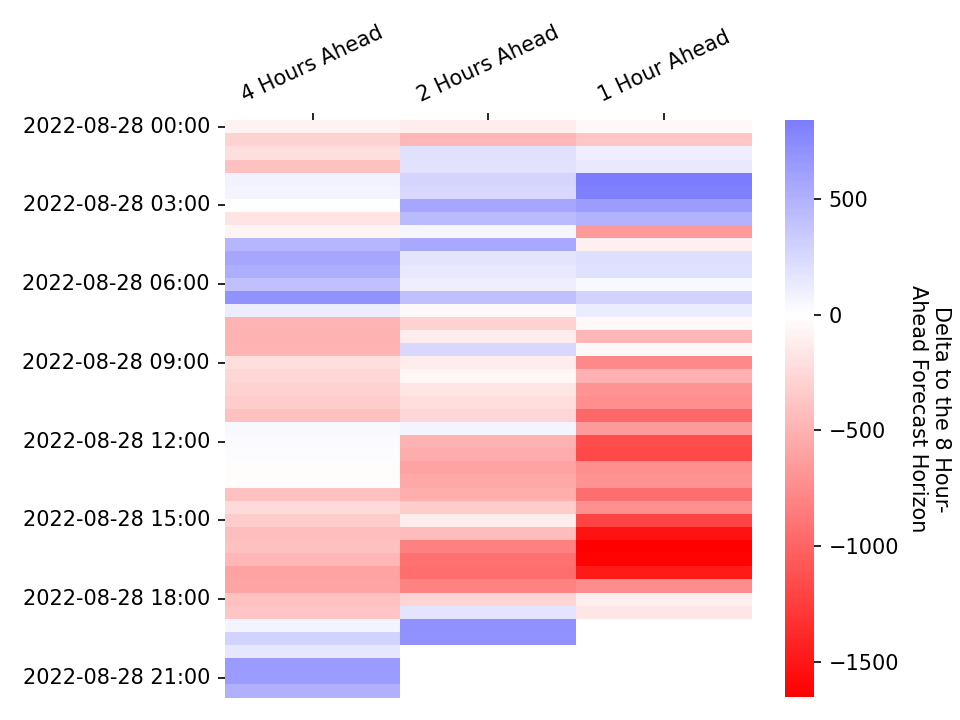 4 Hours Ahead
2 Hours Ahead
1 Hour Ahead
2022-08-28 00:00
2022-08-28 03:00
2022-08-28 06:00
2022-08-28 09:00
2022-08-28 12:00
2022-08-28 15:00
2022-08-28 18:00
2022-08-28 21:00
500
0
−500
−1000
−1500
Delta to the 8 Hour-
Ahead Forecast Horizon